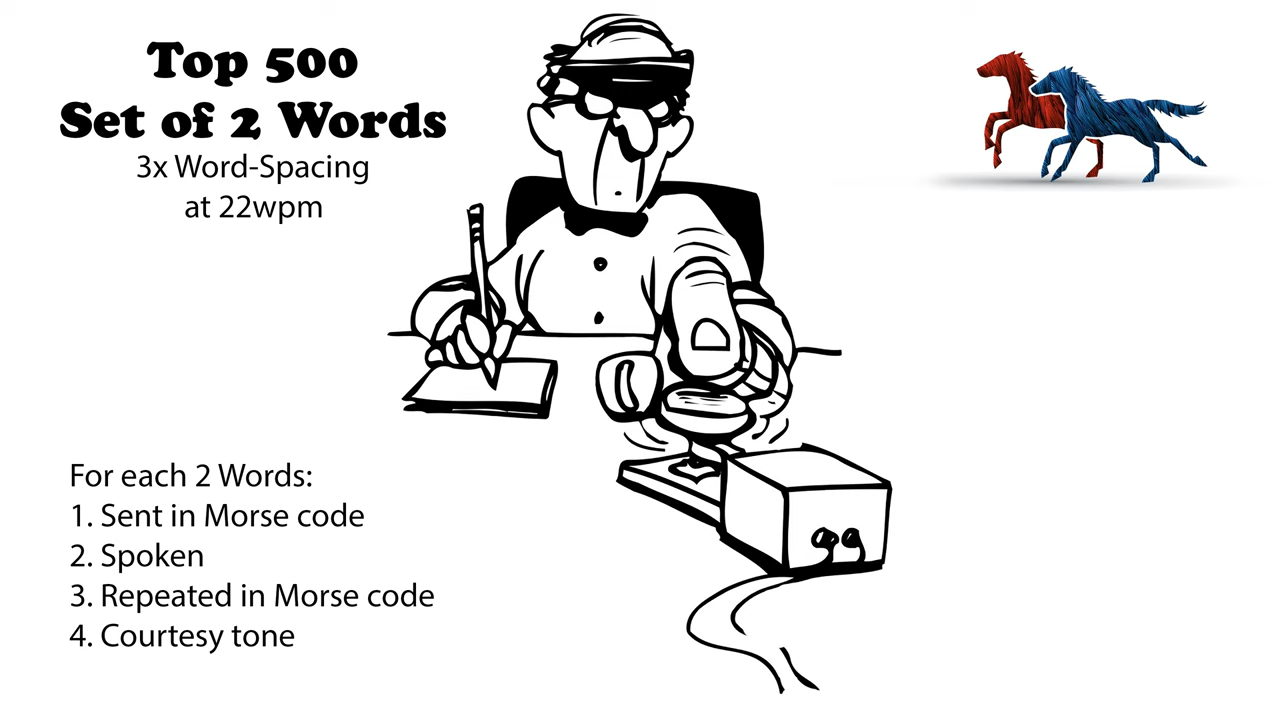 Top 500
Set of 2 Words
3x Word-Spacing
at 22wpm
For each 2 Words:
1. Sent in Morse code
2. Spoken
3. Repeated in Morse code
4. Courtesy tone